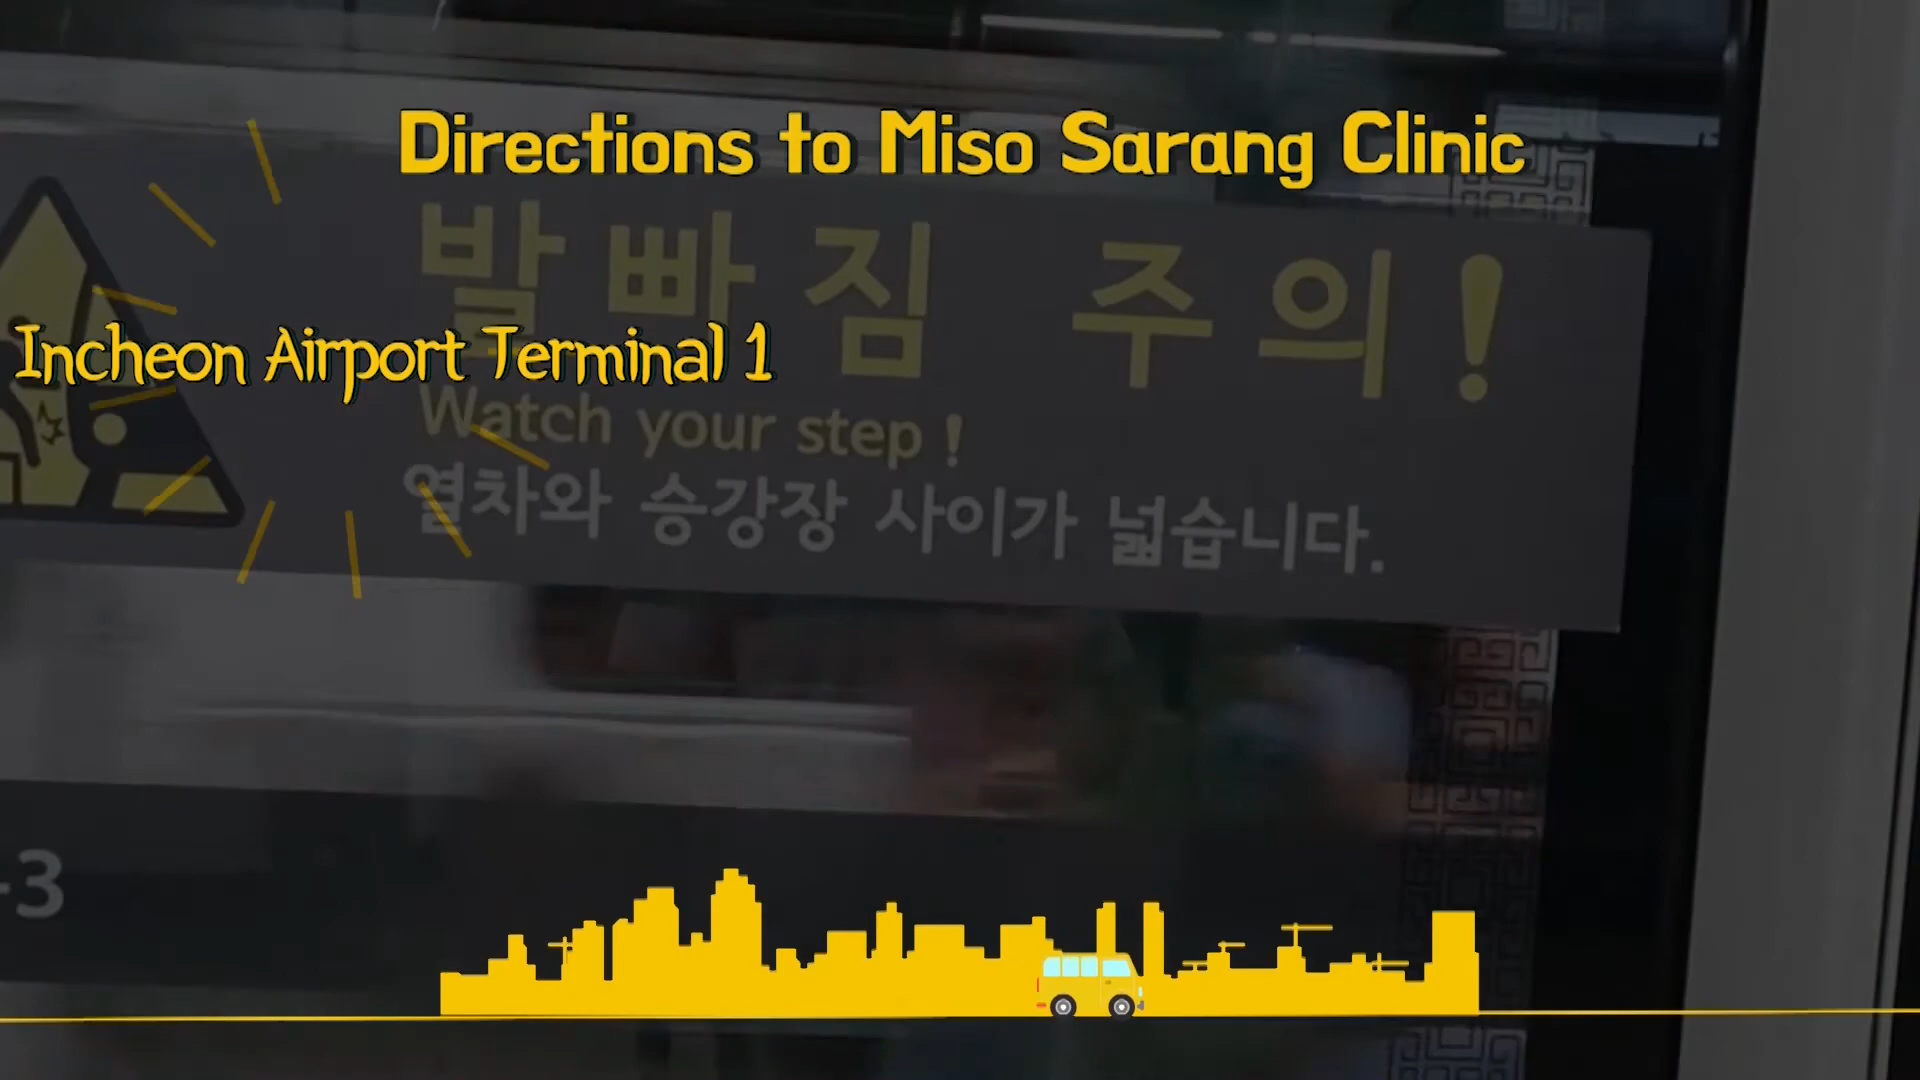 Directions to Miso Sarang Clinic
발빠짐 주의!
Incheon Airport Terminal 1
Watch your step!
열차와 승강장 사이가 넓습니다.
-3